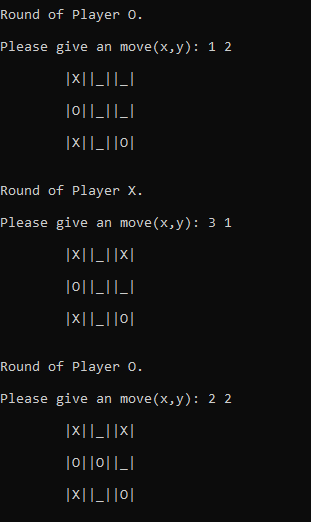 Round of Player O.
Please give an move(x,y): 1 2
|X||_||_|
|O||_||_|
|X||_||O|
Round of Player X.
Please give an move(x,y): 3 1
|X||_||X|
|O||_||_|
|X||_||O|
Round of Player O.
Please give an move(x,y): 2 2
|X||_||X|
|O||O||_|
|X||_||O|